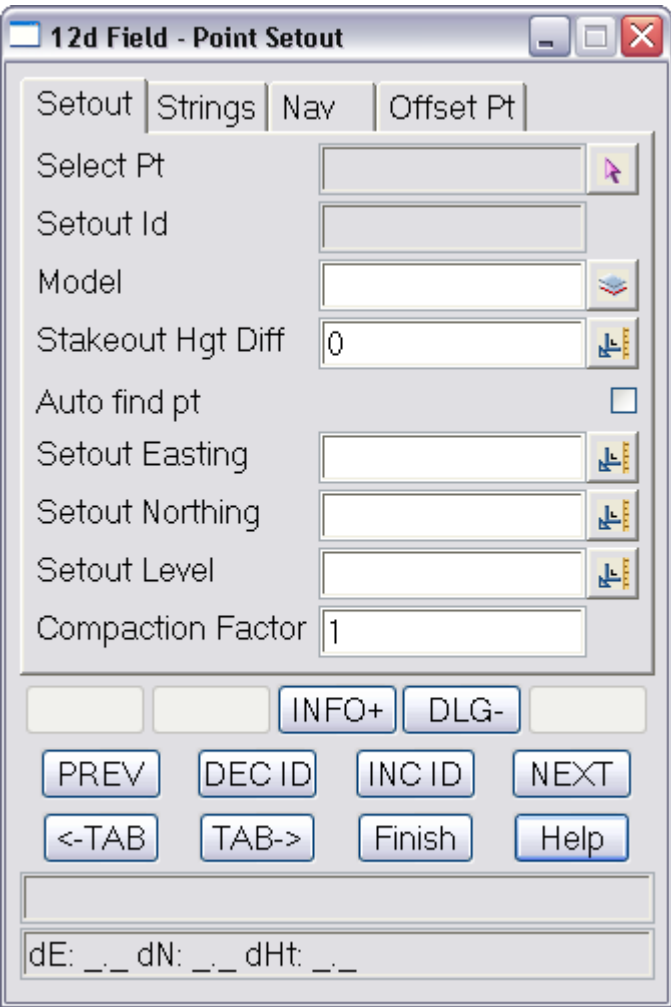 12d Field - Point Setout
Setout Strings Nav Offset Pt
Select Pt
Setout Id
Model
Stakeout Hgt Diff 0
Auto find pt
Setout Easting
Setout Northing
Setout Level
Compaction Factor 1
INFO+ DLG-
PREV DEC ID INC ID NEXT
<-TAB TAB-> Finish Help
dE: _._ dN: _._ dHt: _._